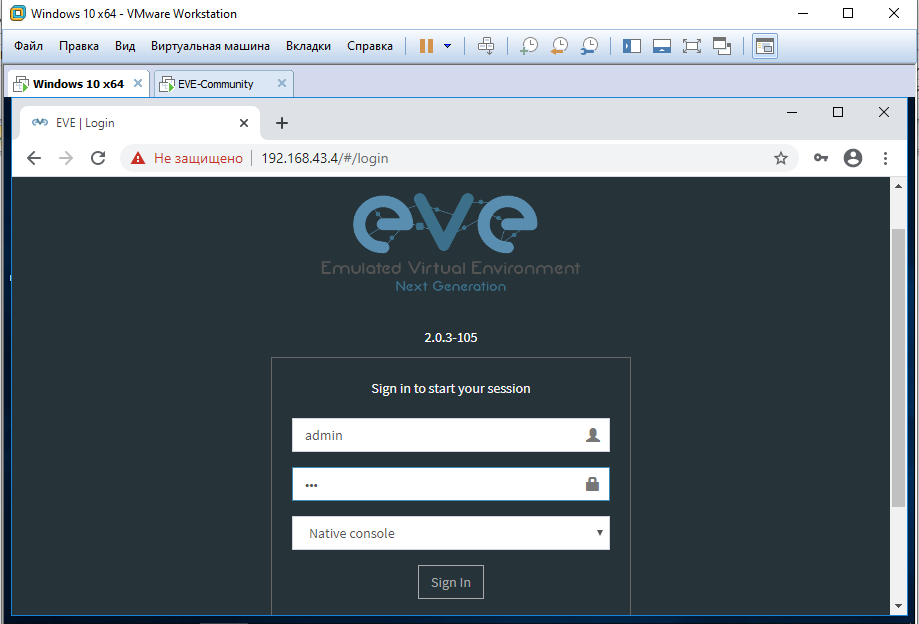 Windows 10 x64 - VMware Workstation
Файл Правка Вид Виртуальная машина Вкладки Справка
Windows 10 x64 EVE-Community
EVE | Login
Не защищено 192.168.43.4/#/login
eve
Emulated Virtual Environment
Next Generation
2.0.3-105
Sign in to start your session
admin
•••
Native console
Sign In